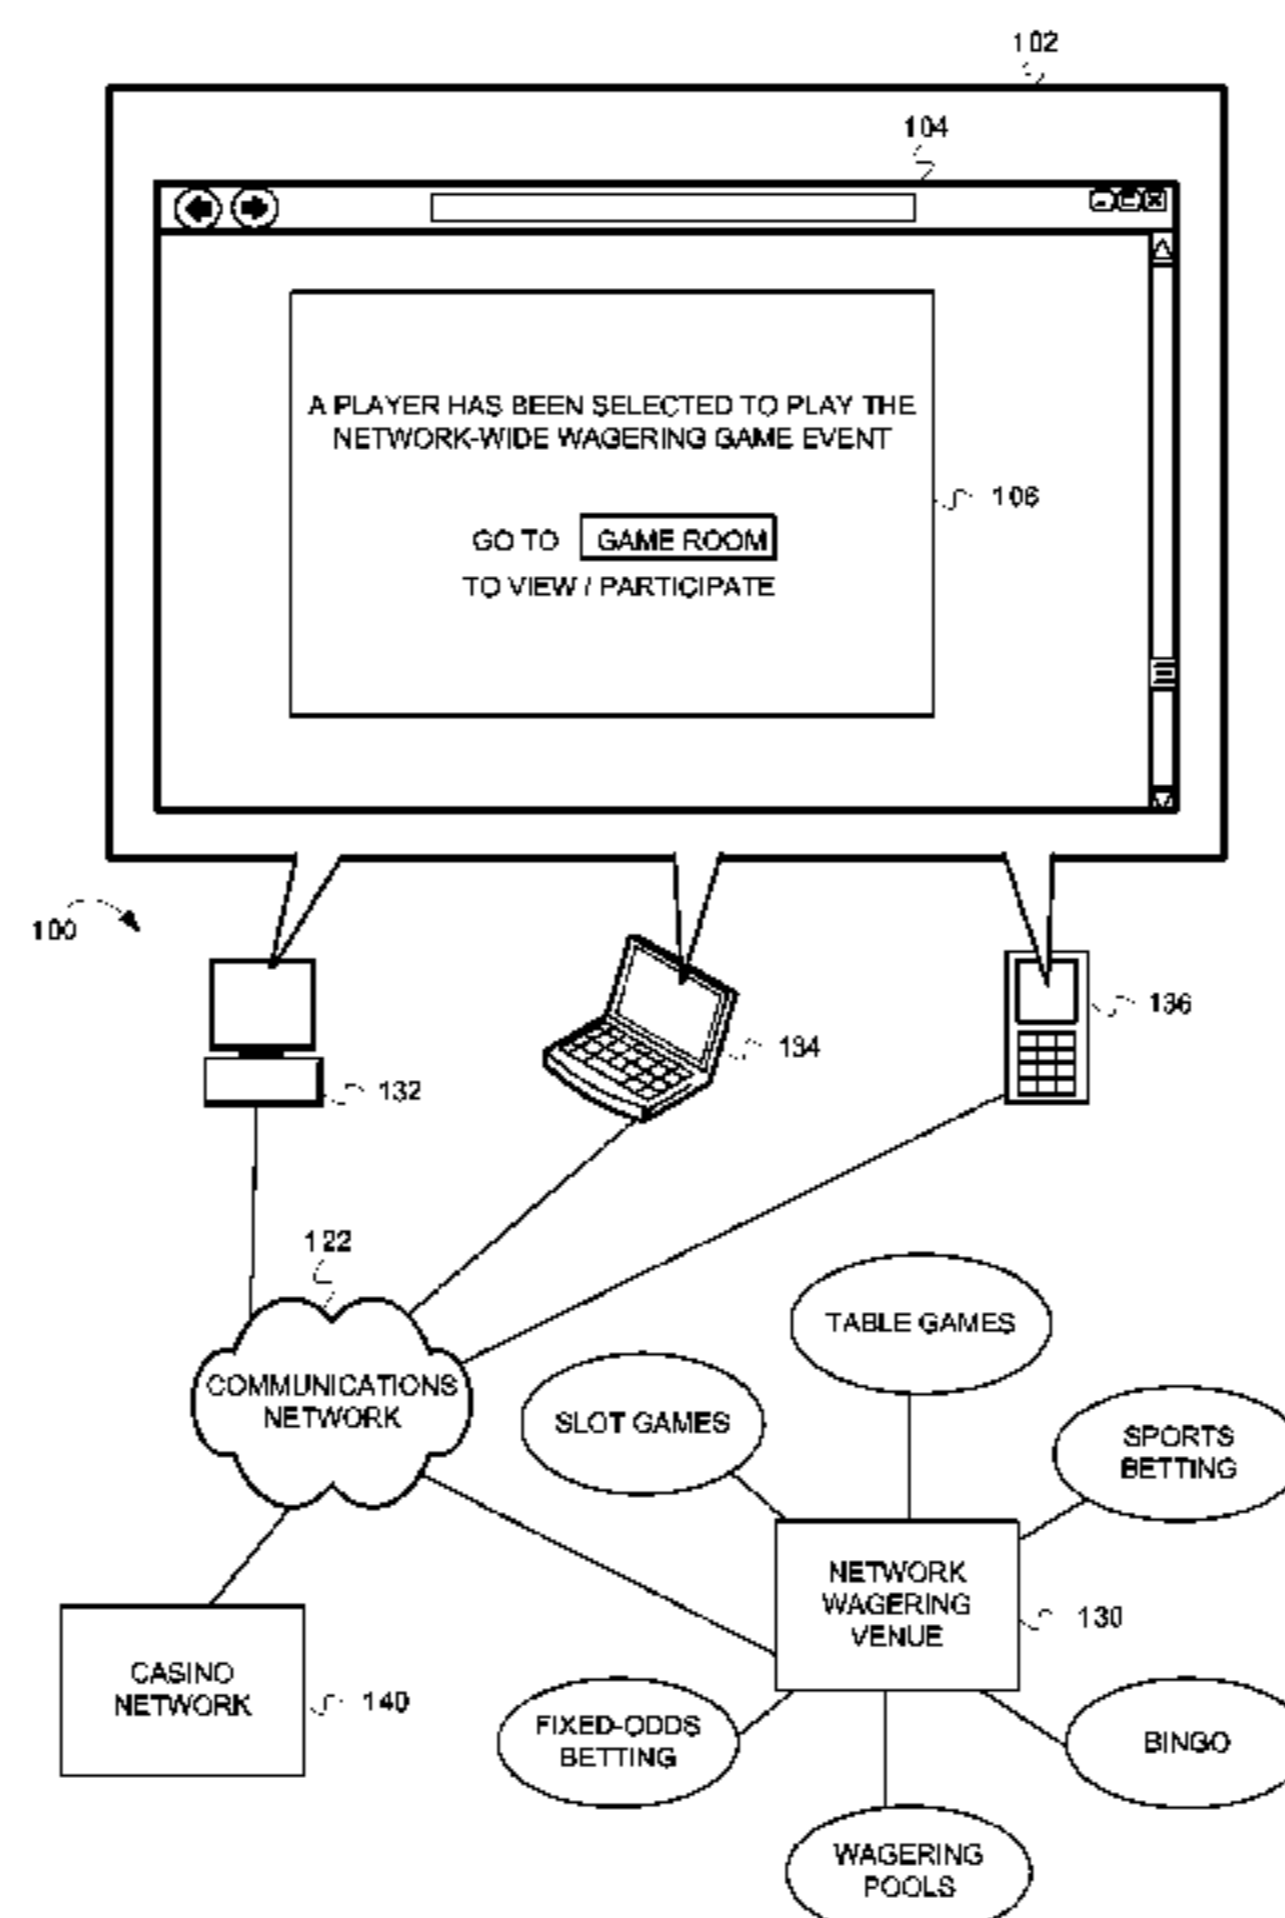 102
104
A PLAYER HAS BEEN SELECTED TO PLAY THE
NETWORK-WIDE WAGERING GAME EVENT
106
GO TO GAME ROOM
TO VIEW / PARTICIPATE
100
136
134
132
122
TABLE GAMES
COMMUNICATIONS
NETWORK
SLOT GAMES
SPORTS
BETTING
NETWORK
WAGERING
VENUE
130
CASINO
NETWORK
140
FIXED-ODDS
BETTING
BINGO
WAGERING
POOLS